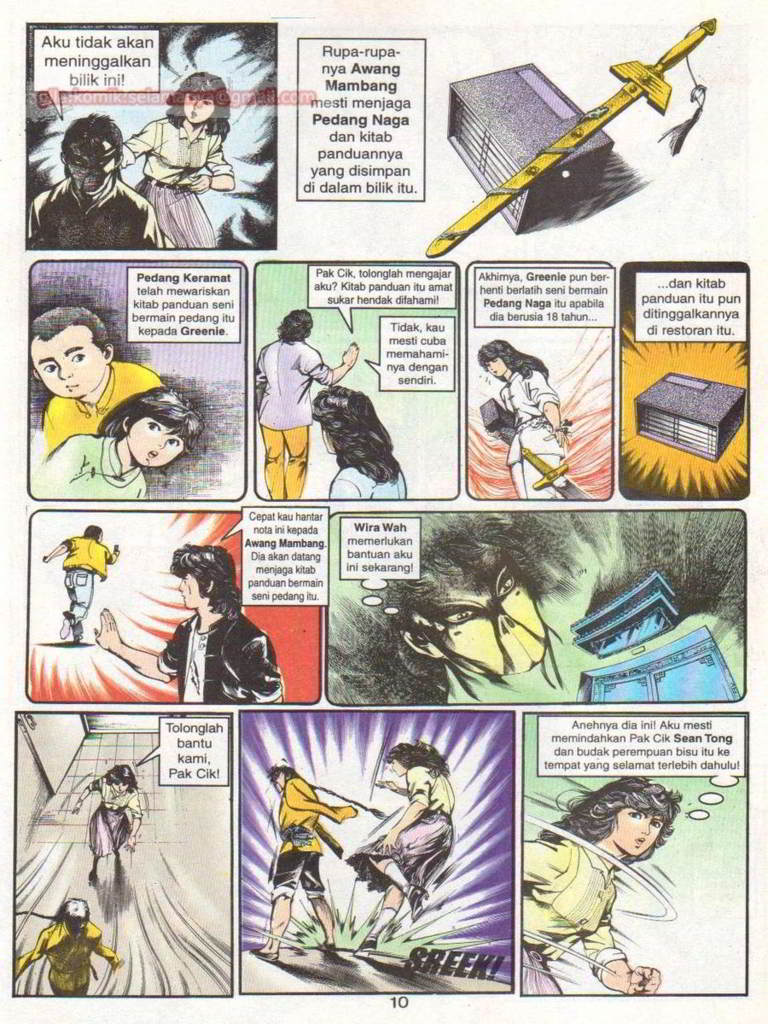 Aku tidak akan
meninggalkan
bilik ini!
gila.komik.selamanya@gmail.com
Rupa-rupa-
nya Awang
Mambang
mesti menjaga
Pedang Naga
dan kitab
panduannya
yang disimpan
di dalam bilik itu.
Pedang Keramat
telah mewariskan
kitab panduan seni
bermain pedang itu
kepada Greenie.
Pak Cik, tolonglah mengajar
aku? Kitab panduan itu amat
sukar hendak difahami!
Tidak, kau
mesti cuba
memahami-
nya dengan
sendiri.
Akhirnya, Greenie pun ber-
henti berlatih seni bermain
Pedang Naga itu apabila
dia berusia 18 tahun...
...dan kitab
panduan itu pun
ditinggalkannya
di restoran itu.
Cepat kau hantar
nota ini kepada
Awang Mambang.
Dia akan datang
menjaga kitab
panduan bermain
seni pedang itu.
Wira Wah
memerlukan
bantuan aku
ini sekarang!
Tolonglah
bantu
kami,
Pak Cik!
SREEK!
Anehnya dia ini! Aku mesti
memindahkan Pak Cik Sean Tong
dan budak perempuan bisu itu ke
tempat yang selamat terlebih dahulu!
10